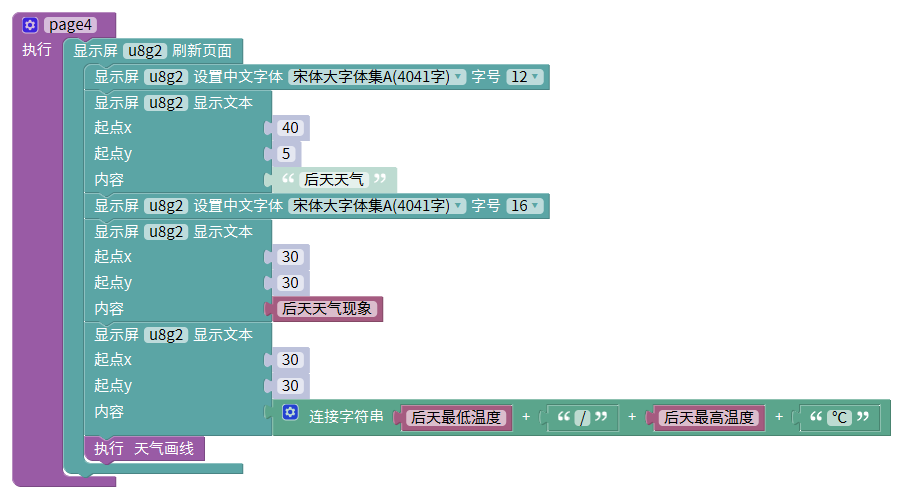 page4
执行 显示屏 u8g2 刷新页面
显示屏 u8g2 设置中文字体 宋体大字体集A(4041字) 字号 12
显示屏 u8g2 显示文本
起点x 40
起点y 5
内容 “ 后天天气 ”
显示屏 u8g2 设置中文字体 宋体大字体集A(4041字) 字号 16
显示屏 u8g2 显示文本
起点x 30
起点y 30
内容 后天天气现象
显示屏 u8g2 显示文本
起点x 30
起点y 30
内容 连接字符串 后天最低温度 + “ / ” + 后天最高温度 + “ ℃ ”
执行 天气画线